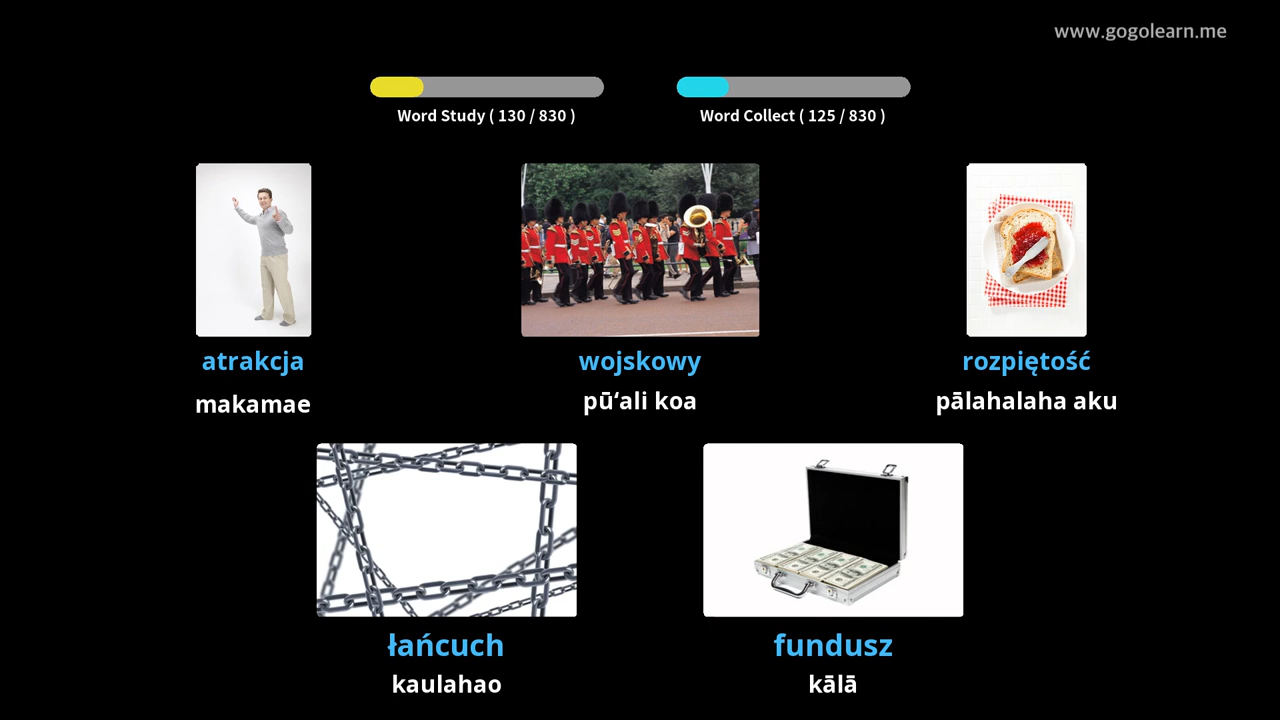 www.gogolearn.me
Word Study ( 130 / 830 )
Word Collect ( 125 / 830 )
atrakcja
makamae
wojskowy
pūʻali koa
rozpiętość
pālahalaha aku
łańcuch
kaulahao
fundusz
kālā